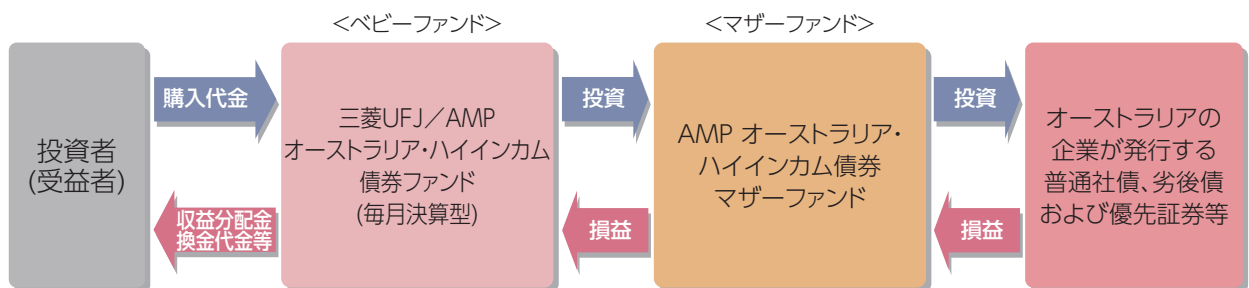 <ベビーファンド>
<マザーファンド>
投資者
(受益者)
購入代金
収益分配金
換金代金等
三菱UFJ/AMP
オーストラリア・ハイインカム
債券ファンド
(毎月決算型)
投資
損益
AMP オーストラリア・
ハイインカム債券
マザーファンド
投資
損益
オーストラリアの
企業が発行する
普通社債、劣後債
および優先証券等